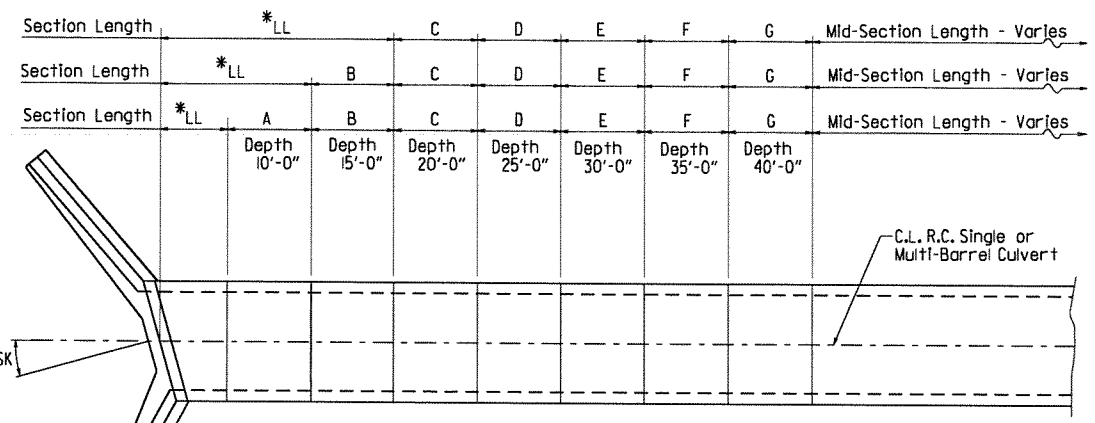 Section Length *LL C D E F G Mid-Section Length - Varies
Section Length *LL B C D E F G Mid-Section Length - Varies
Section Length *LL A B C D E F G Mid-Section Length - Varies
Depth Depth Depth Depth Depth Depth Depth
10'-0" 15'-0" 20'-0" 25'-0" 30'-0" 35'-0" 40'-0"
C.L. R.C. Single or
Multi-Barrel Culvert
SK